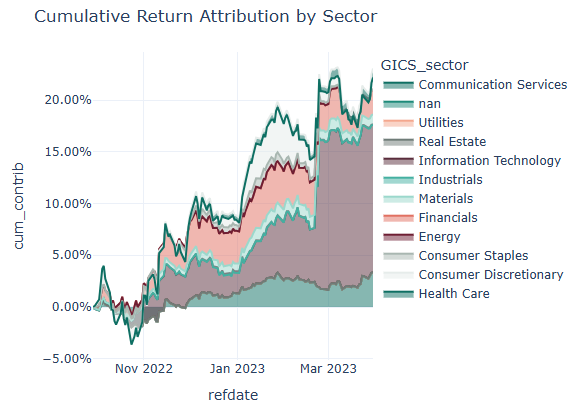 Cumulative Return Attribution by Sector
GICS_sector
Communication Services
nan
Utilities
Real Estate
Information Technology
Industrials
Materials
Financials
Energy
Consumer Staples
Consumer Discretionary
Health Care
cum_contrib
20.00%
15.00%
10.00%
5.00%
0.00%
−5.00%
Nov 2022
Jan 2023
Mar 2023
refdate